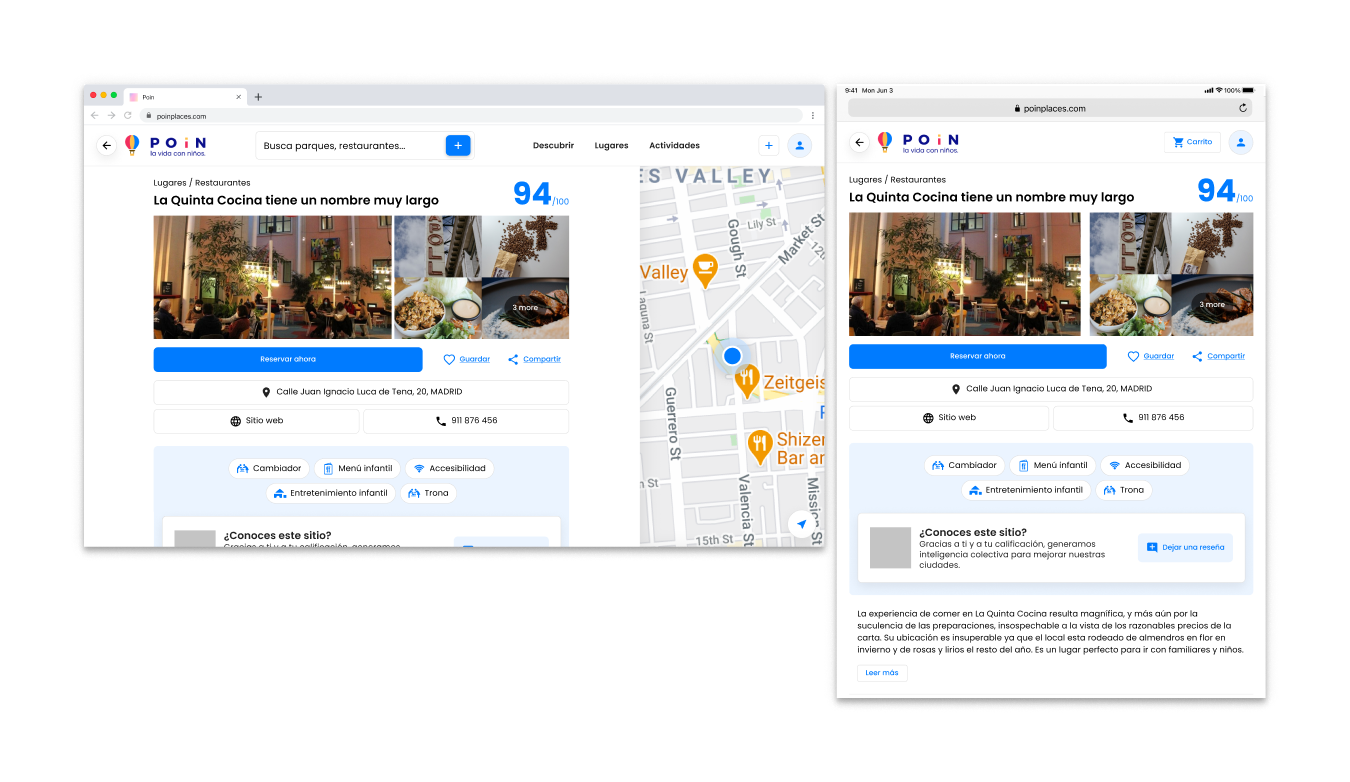 Poin
poinplaces.com
POiN
la vida con niños.
Busca parques, restaurantes...
Descubrir
Lugares
Actividades
Lugares / Restaurantes
La Quinta Cocina tiene un nombre muy largo
94/100
APOLL
3 more
Reservar ahora
Guardar
Compartir
Calle Juan Ignacio Luca de Tena, 20, MADRID
Sitio web
911 876 456
Cambiador
Menú infantil
Accesibilidad
Entretenimiento infantil
Trona
¿Conoces este sitio?
Gracias a ti y a tu calificación, generamos
ES VALLEY
Lily St
Gough St
Market St
12t
Valley
Laguna St
Zeitgeis
Guerrero St
Shizen
Bar an
h St
Valencia St
Mission S
15th St
9:41 Mon Jun 3
100%
poinplaces.com
POiN
la vida con niños.
Carrito
Lugares / Restaurantes
La Quinta Cocina tiene un nombre muy largo
94/100
APOLL
3 more
Reservar ahora
Guardar
Compartir
Calle Juan Ignacio Luca de Tena, 20, MADRID
Sitio web
911 876 456
Cambiador
Menú infantil
Accesibilidad
Entretenimiento infantil
Trona
¿Conoces este sitio?
Gracias a ti y a tu calificación, generamos
inteligencia colectiva para mejorar nuestras
ciudades.
Dejar una reseña
La experiencia de comer en La Quinta Cocina resulta magnífica, y más aún por la
suculencia de las preparaciones, insospechable a la vista de los razonables precios de la
carta. Su ubicación es insuperable ya que el local esta rodeado de almendros en flor en
invierno y de rosas y lirios el resto del año. Es un lugar perfecto para ir con familiares y niños.
Leer más